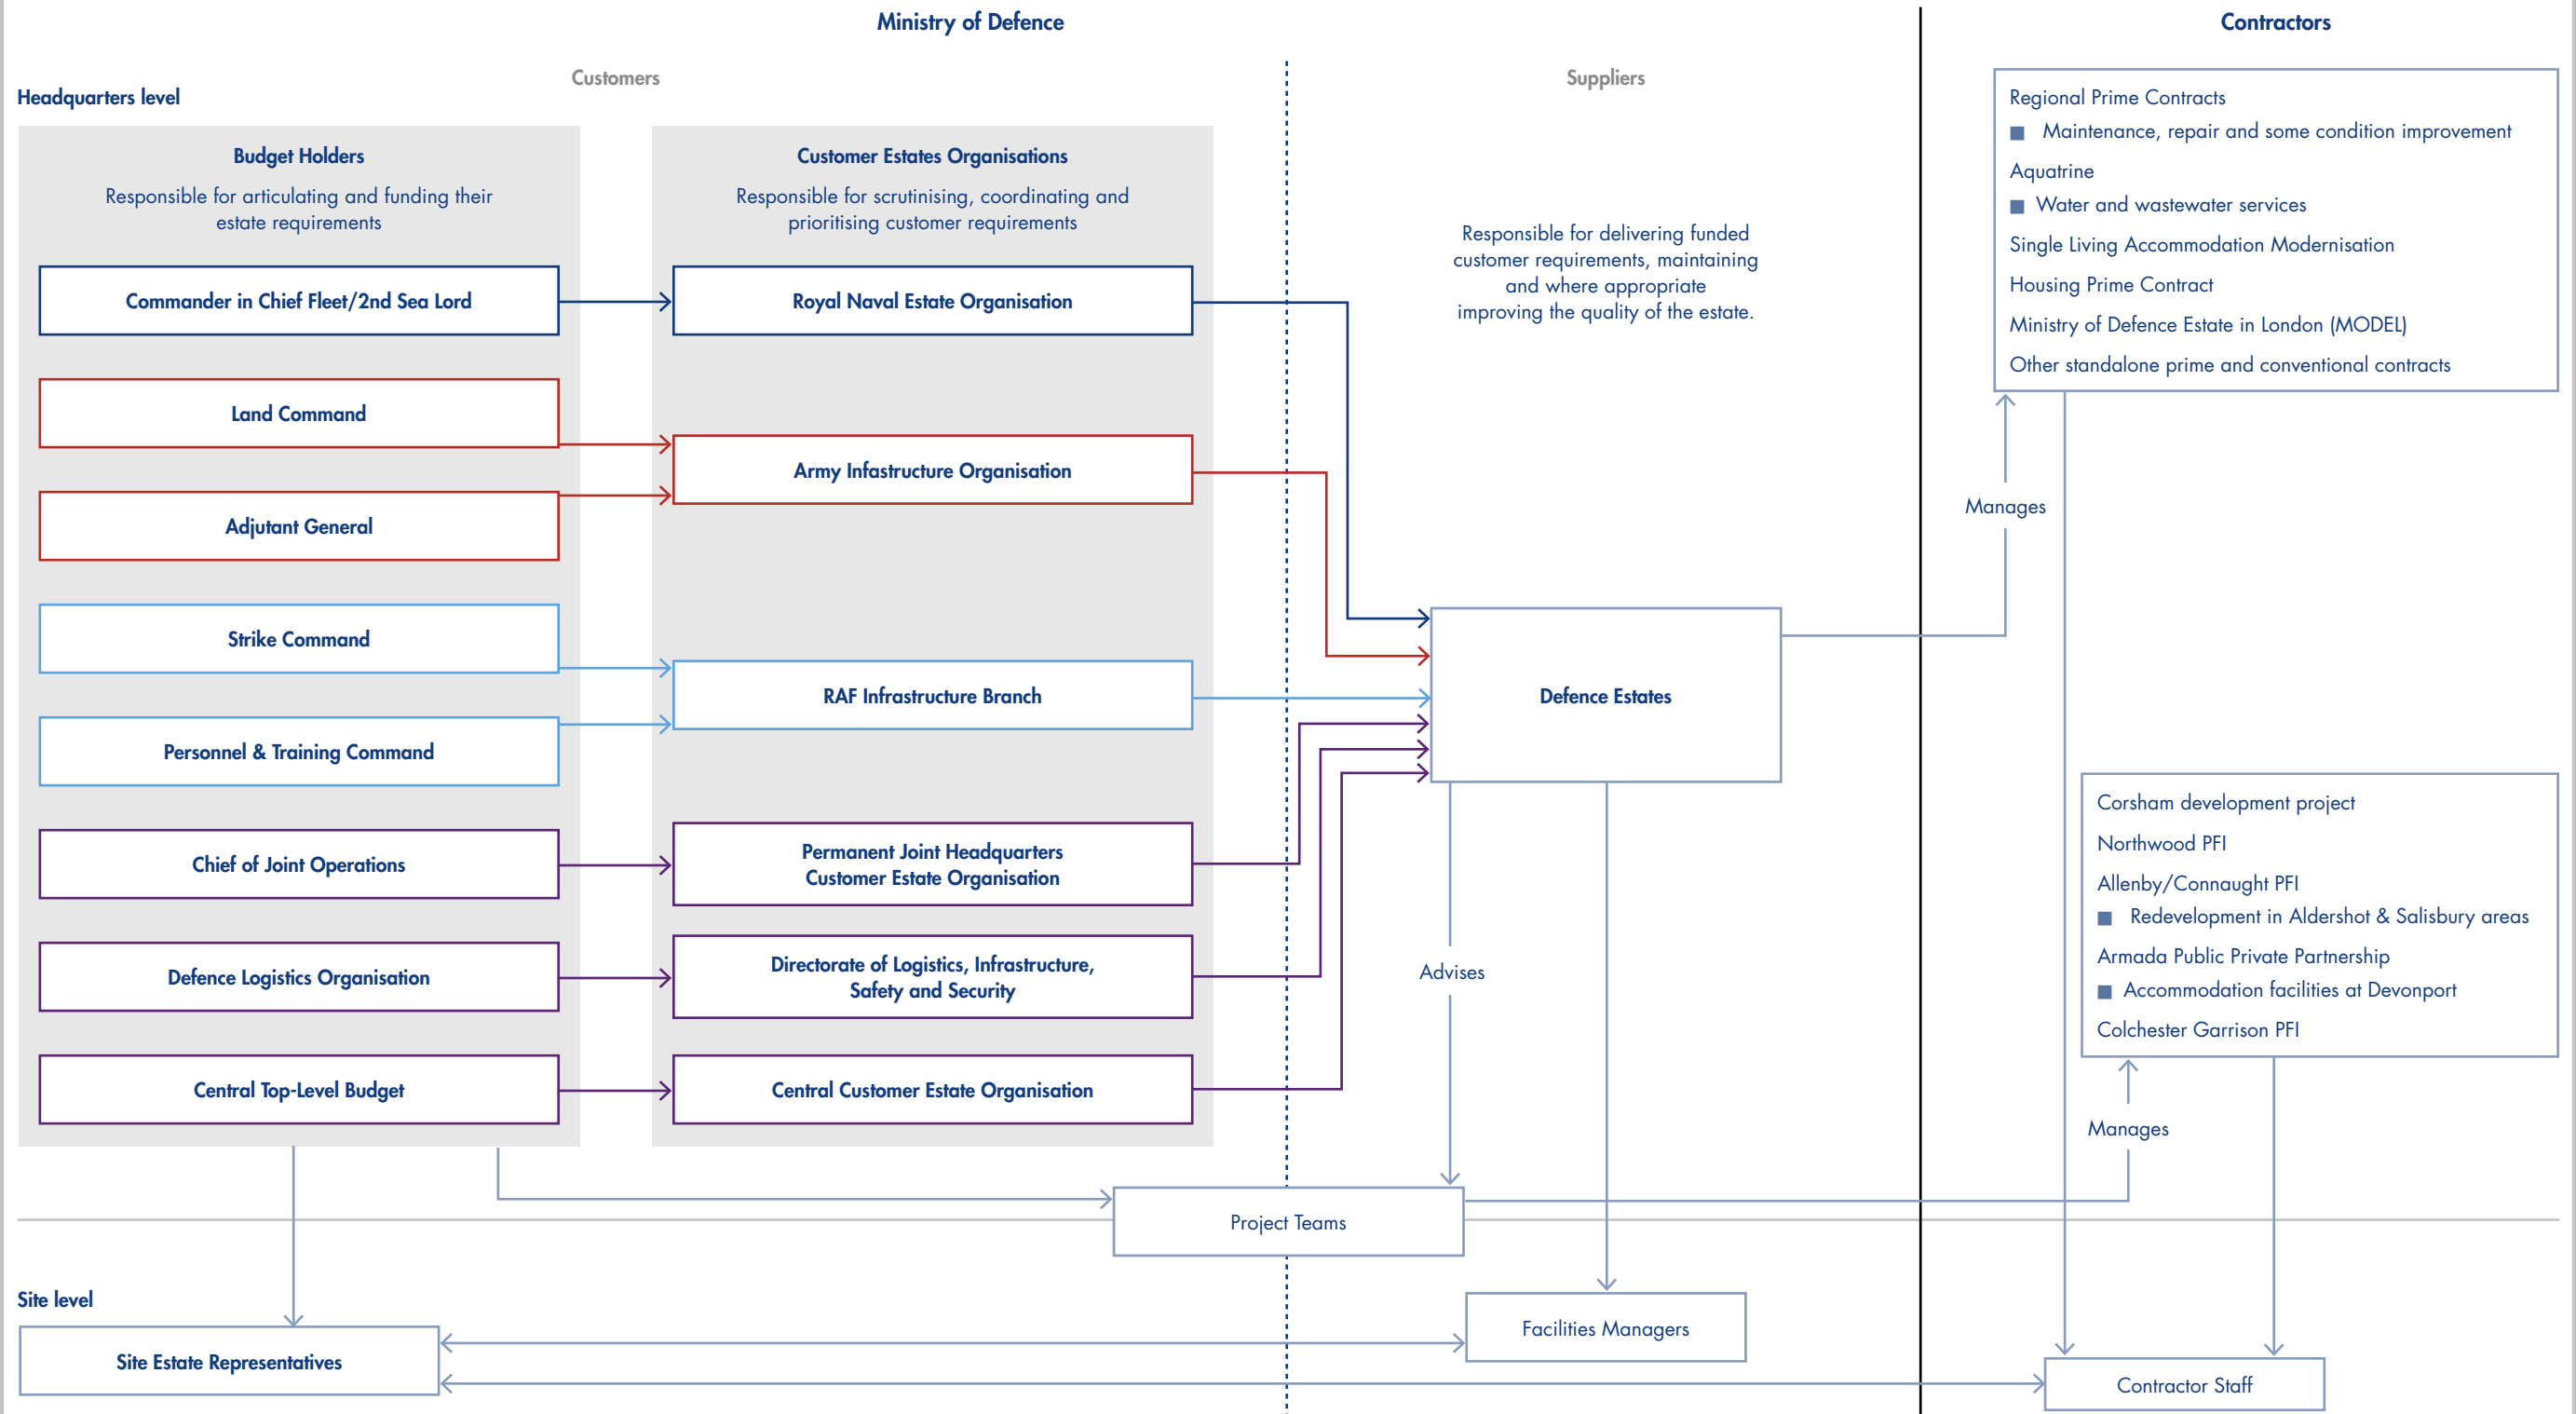 Ministry of Defence
Contractors
Customers
Suppliers
Headquarters level
Budget Holders
Responsible for articulating and funding their
estate requirements
Commander in Chief Fleet/2nd Sea Lord
Land Command
Adjutant General
Strike Command
Personnel & Training Command
Chief of Joint Operations
Defence Logistics Organisation
Central Top-Level Budget
Customer Estates Organisations
Responsible for scrutinising, coordinating and
prioritising customer requirements
Royal Naval Estate Organisation
Army Infastructure Organisation
RAF Infrastructure Branch
Permanent Joint Headquarters
Customer Estate Organisation
Directorate of Logistics, Infrastructure,
Safety and Security
Central Customer Estate Organisation
Responsible for delivering funded
customer requirements, maintaining
and where appropriate
improving the quality of the estate.
Defence Estates
Advises
Manages
Regional Prime Contracts
■ Maintenance, repair and some condition improvement
Aquatrine
■ Water and wastewater services
Single Living Accommodation Modernisation
Housing Prime Contract
Ministry of Defence Estate in London (MODEL)
Other standalone prime and conventional contracts
Corsham development project
Northwood PFI
Allenby/Connaught PFI
■ Redevelopment in Aldershot & Salisbury areas
Armada Public Private Partnership
■ Accommodation facilities at Devonport
Colchester Garrison PFI
Manages
Project Teams
Site level
Site Estate Representatives
Facilities Managers
Contractor Staff